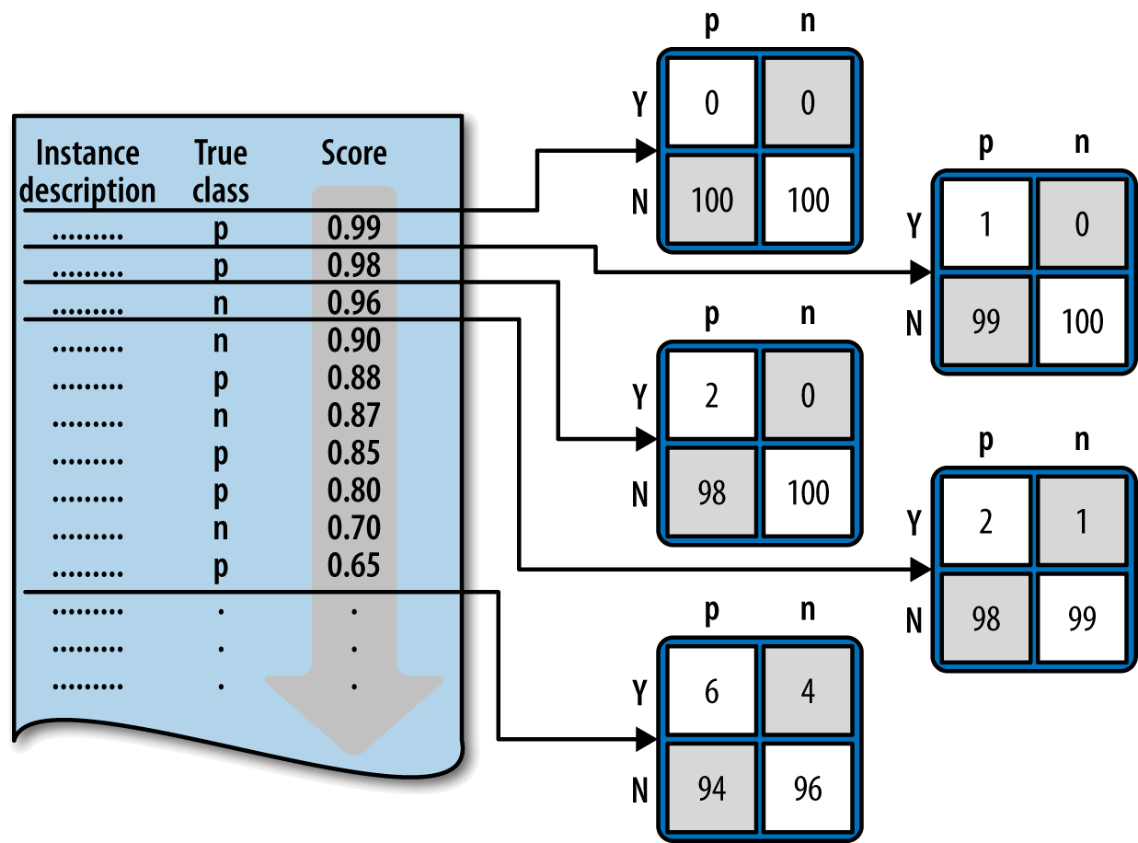 Instance True Score
description class
......... p 0.99
......... p 0.98
......... n 0.96
......... n 0.90
......... p 0.88
......... n 0.87
......... p 0.85
......... p 0.80
......... n 0.70
......... p 0.65
......... . .
......... . .
......... . .
p n
Y 0 0
N 100 100
p n
Y 1 0
N 99 100
p n
Y 2 0
N 98 100
p n
Y 2 1
N 98 99
p n
Y 6 4
N 94 96